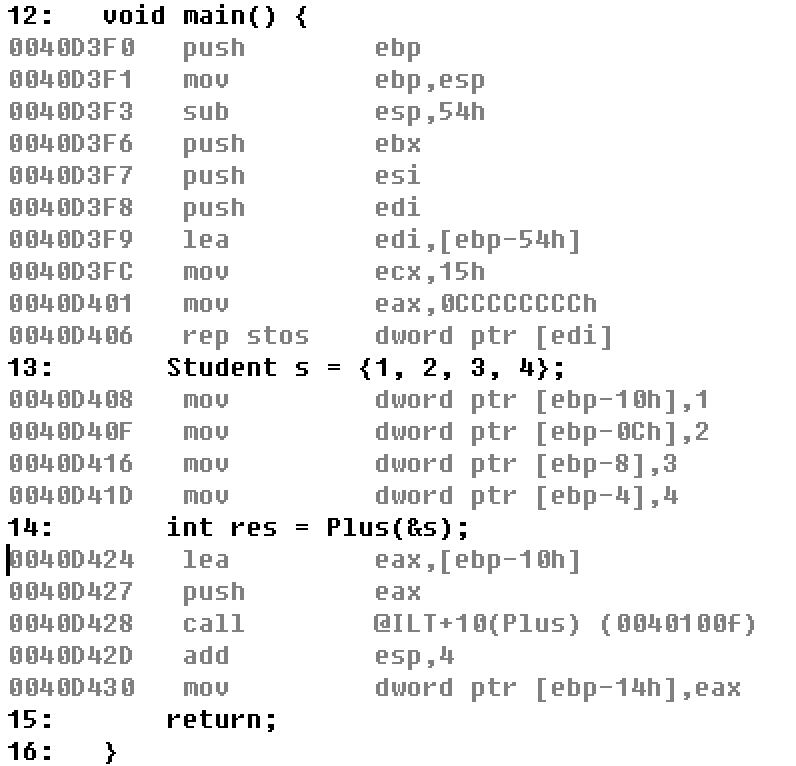 12:   void main() {
0040D3F0   push        ebp
0040D3F1   mov         ebp,esp
0040D3F3   sub         esp,54h
0040D3F6   push        ebx
0040D3F7   push        esi
0040D3F8   push        edi
0040D3F9   lea         edi,[ebp-54h]
0040D3FC   mov         ecx,15h
0040D401   mov         eax,0CCCCCCCCh
0040D406   rep stos    dword ptr [edi]
13:       Student s = {1, 2, 3, 4};
0040D408   mov         dword ptr [ebp-10h],1
0040D40F   mov         dword ptr [ebp-0Ch],2
0040D416   mov         dword ptr [ebp-8],3
0040D41D   mov         dword ptr [ebp-4],4
14:       int res = Plus(&s);
0040D424   lea         eax,[ebp-10h]
0040D427   push        eax
0040D428   call        @ILT+10(Plus) (0040100f)
0040D42D   add         esp,4
0040D430   mov         dword ptr [ebp-14h],eax
15:       return;
16:   }